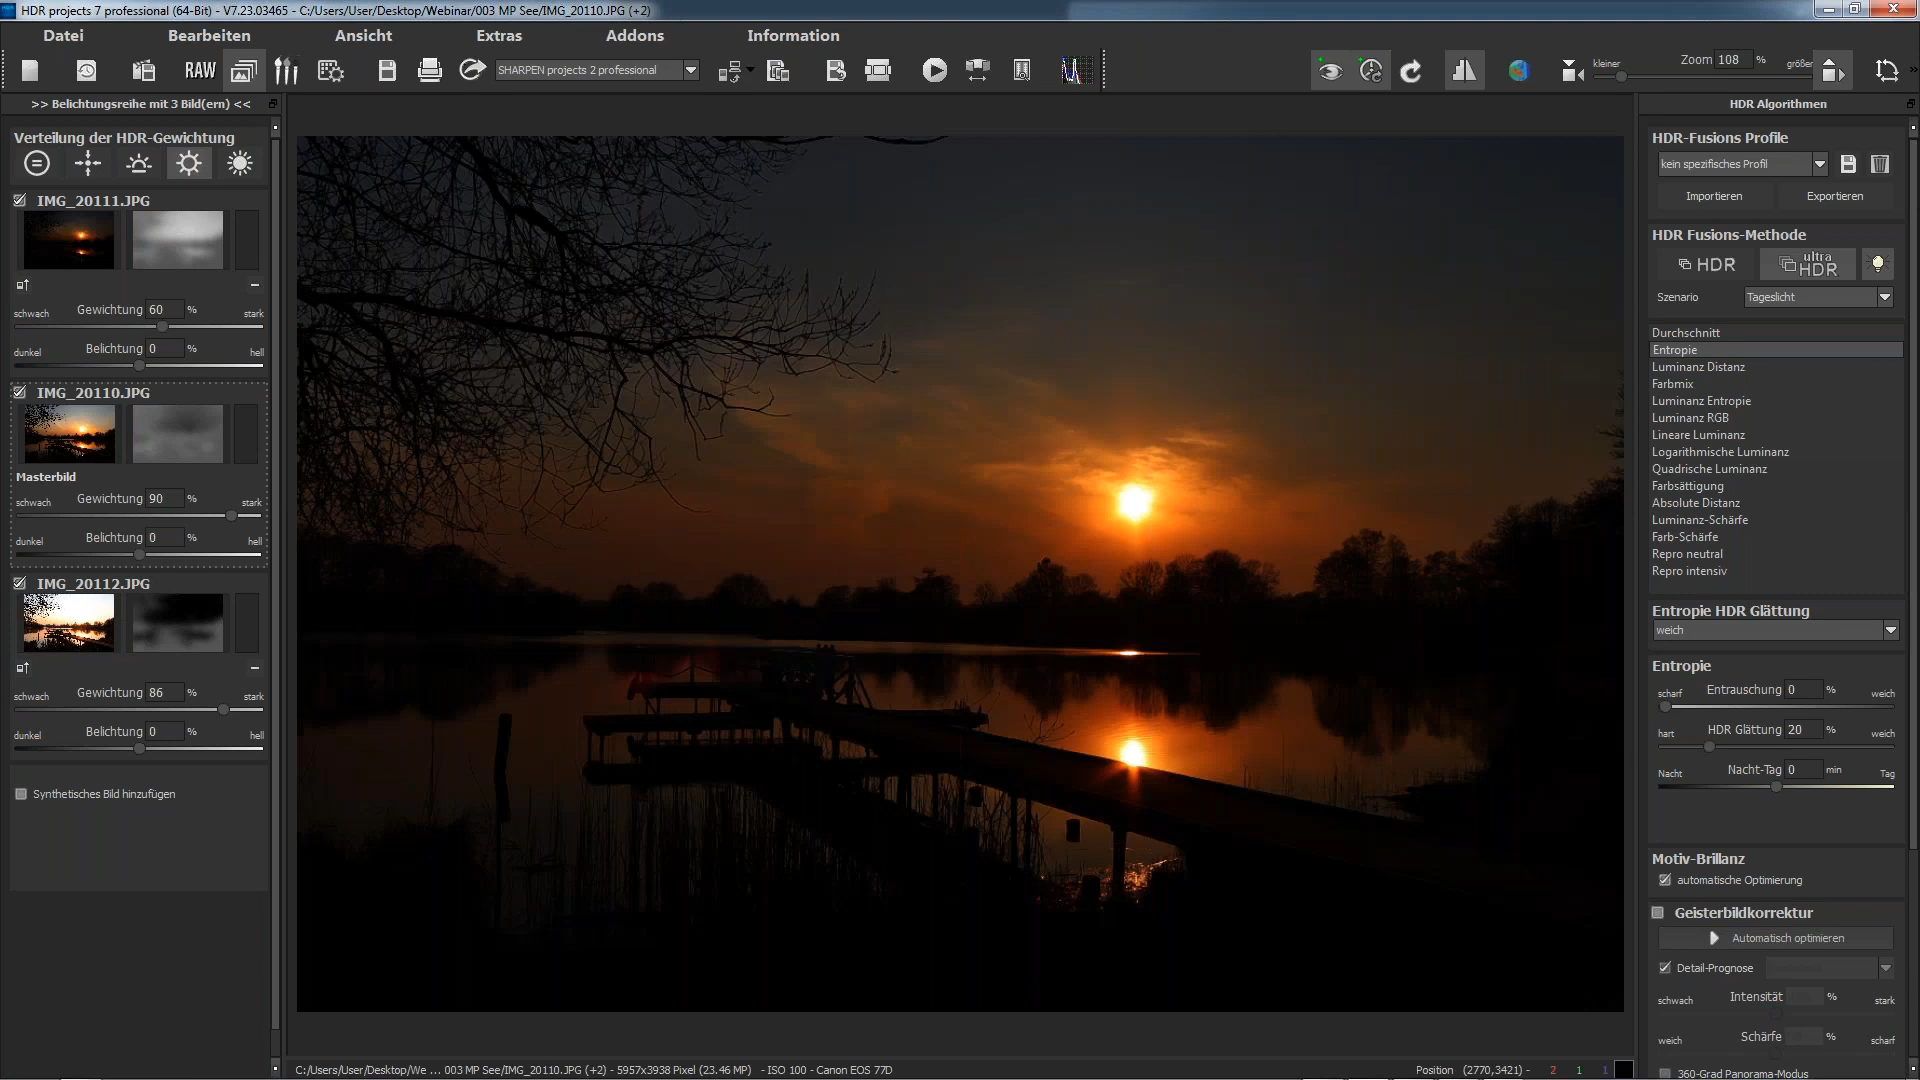 HDR projects 7 professional (64-Bit) - V7.23.03465 - C:/Users/User/Desktop/Webinar/003 MP See/IMG_20110.JPG (+2)
Datei Bearbeiten Ansicht Extras Addons Information
RAW SHARPEN projects 2 professional kleiner Zoom 108 % größer
>> Belichtungsreihe mit 3 Bild(ern) <<
Verteilung der HDR-Gewichtung
IMG_20111.JPG
schwach Gewichtung 60 % stark
dunkel Belichtung 0 % hell
IMG_20110.JPG
Masterbild
schwach Gewichtung 90 % stark
dunkel Belichtung 0 % hell
IMG_20112.JPG
schwach Gewichtung 86 % stark
dunkel Belichtung 0 % hell
Synthetisches Bild hinzufügen
HDR Algorithmen
HDR-Fusions Profile
kein spezifisches Profil
Importieren Exportieren
HDR Fusions-Methode
HDR ultra HDR
Szenario Tageslicht
Durchschnitt
Entropie
Luminanz Distanz
Farbmix
Luminanz Entropie
Luminanz RGB
Lineare Luminanz
Logarithmische Luminanz
Quadrische Luminanz
Farbsättigung
Absolute Distanz
Luminanz-Schärfe
Farb-Schärfe
Repro neutral
Repro intensiv
Entropie HDR Glättung
weich
Entropie
scharf Entrauschung 0 % weich
hart HDR Glättung 20 % weich
Nacht Nacht-Tag 0 min Tag
Motiv-Brillanz
automatische Optimierung
Geisterbildkorrektur
Automatisch optimieren
Detail-Prognose
schwach Intensität % stark
weich Schärfe % scharf
360-Grad Panorama-Modus
C:/Users/User/Desktop/We ... 003 MP See/IMG_20110.JPG (+2) - 5957x3938 Pixel (23.46 MP) - ISO 100 - Canon EOS 77D Position (2770,3421) - 2 1 1